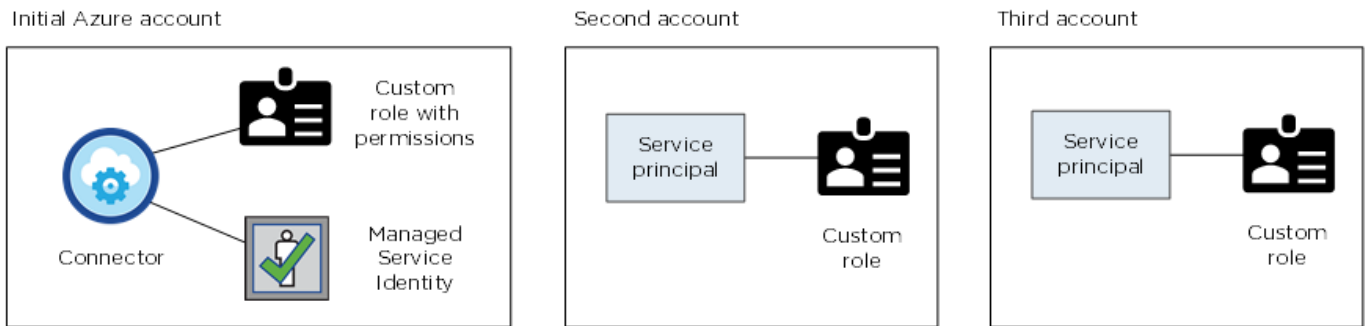 Initial Azure account
Custom
role with
permissions
Connector
Managed
Service
Identity
Second account
Service
principal
Custom
role
Third account
Service
principal
Custom
role